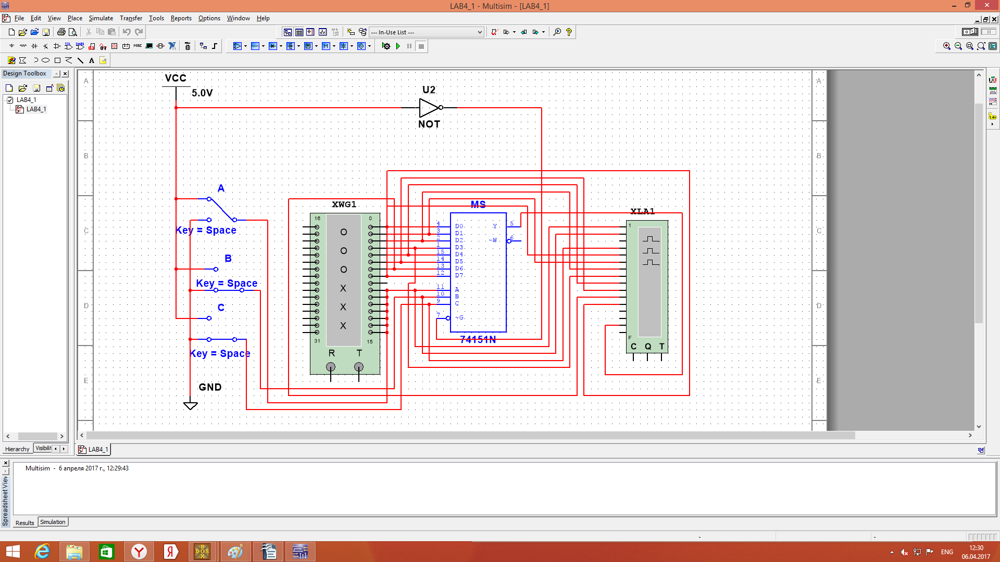 LAB4_1 - Multisim - [LAB4_1]
File Edit View Place Simulate Transfer Tools Reports Options Window Help
--- In-Use List ---
MISC
A
Design Toolbox
LAB4_1
LAB4_1
Hierarchy
A
B
C
D
E
VCC
5.0V
U2
NOT
A
Key = Space
B
Key = Space
C
Key = Space
GND
XWG1
16 0
O
O
O
X
X
X
31 15
R T
MS
4 D0 Y 5
3 D1
2 D2 ~W 6
1 D3
15 D4
14 D5
13 D6
12 D7
11 A
10 B
9 C
7 ~G
74151N
XLA1
1
F
C Q T
A
B
C
D
E
1.4v
LAB4_1
Multisim - 6 апреля 2017 г., 12:29:43
Spreadsheet View
Results Simulation
- -
ENG
12:30
06.04.2017